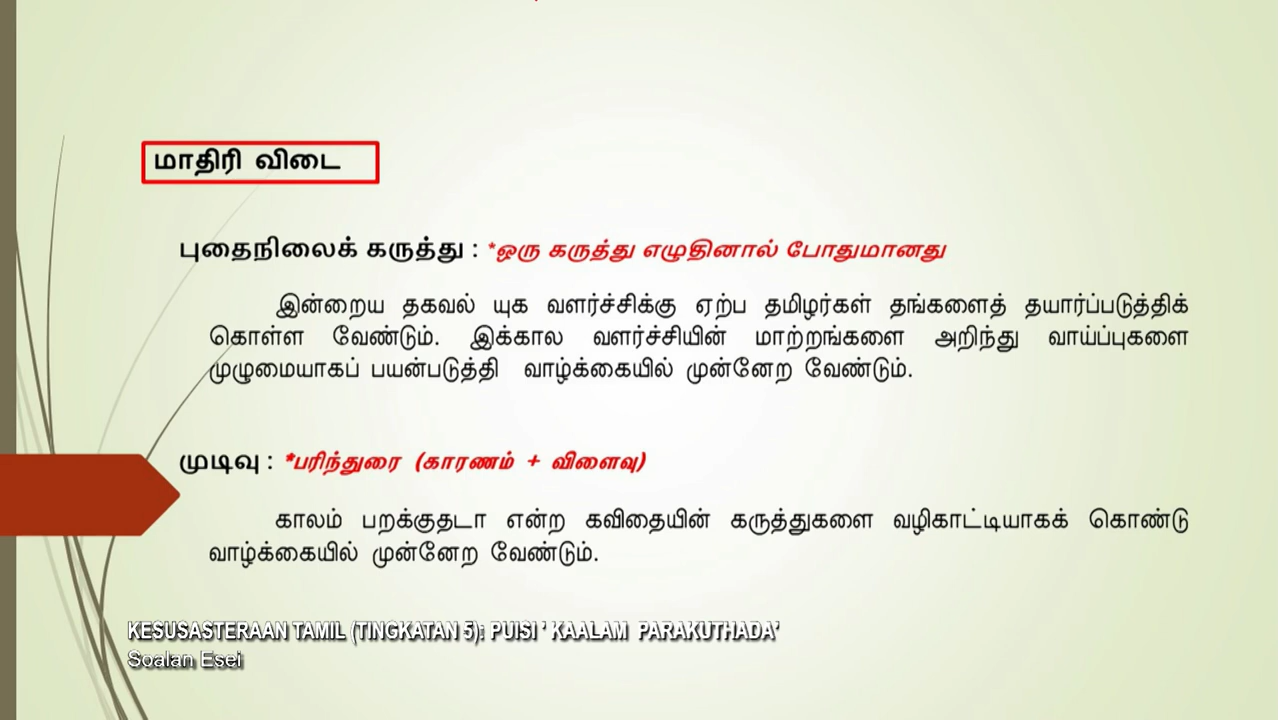 மாதிரி விடை
புதைநிலைக் கருத்து : *ஒரு கருத்து எழுதினால் போதுமானது
இன்றைய தகவல் யுக வளர்ச்சிக்கு ஏற்ப தமிழர்கள் தங்களைத் தயார்ப்படுத்திக்
கொள்ள வேண்டும். இக்கால வளர்ச்சியின் மாற்றங்களை அறிந்து வாய்ப்புகளை
முழுமையாகப் பயன்படுத்தி வாழ்க்கையில் முன்னேற வேண்டும்.
முடிவு : *பரிந்துரை (காரணம் + விளைவு)
காலம் பறக்குதடா என்ற கவிதையின் கருத்துகளை வழிகாட்டியாகக் கொண்டு
வாழ்க்கையில் முன்னேற வேண்டும்.
KESUSASTERAAN TAMIL (TINGKATAN 5): PUISI ' KAALAM PARAKUTHADA'
Soalan Esei